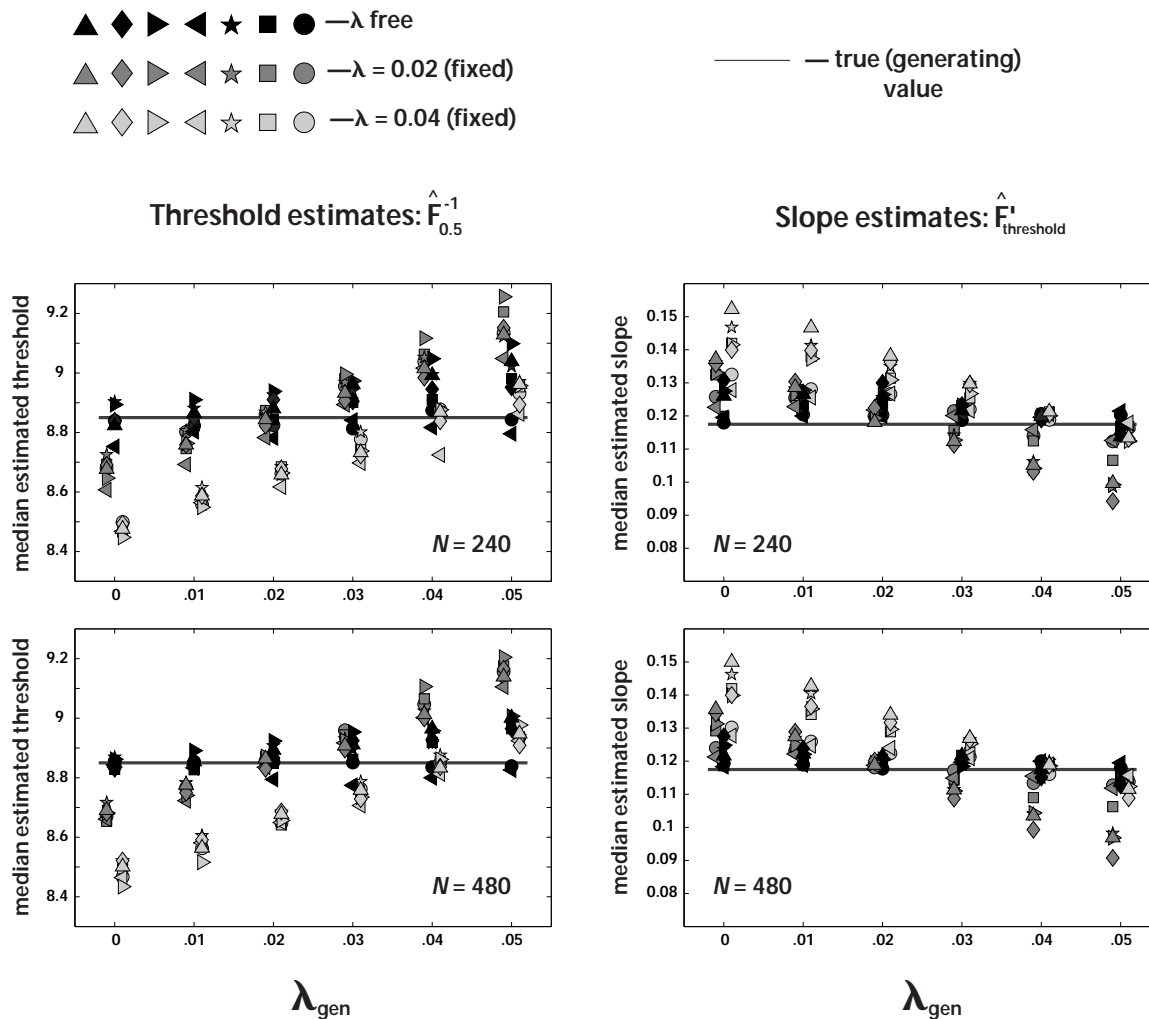 —λ free
—λ = 0.02 (fixed)
—λ = 0.04 (fixed)
— true (generating)
value
Threshold estimates: F̂⁻¹₀.₅
Slope estimates: F̂'threshold
median estimated threshold
9.2
9
8.8
8.6
8.4
N = 240
0 .01 .02 .03 .04 .05
median estimated slope
0.15
0.14
0.13
0.12
0.11
0.1
0.09
0.08
N = 240
0 .01 .02 .03 .04 .05
median estimated threshold
9.2
9
8.8
8.6
8.4
N = 480
0 .01 .02 .03 .04 .05
λgen
median estimated slope
0.15
0.14
0.13
0.12
0.11
0.1
0.09
0.08
N = 480
0 .01 .02 .03 .04 .05
λgen